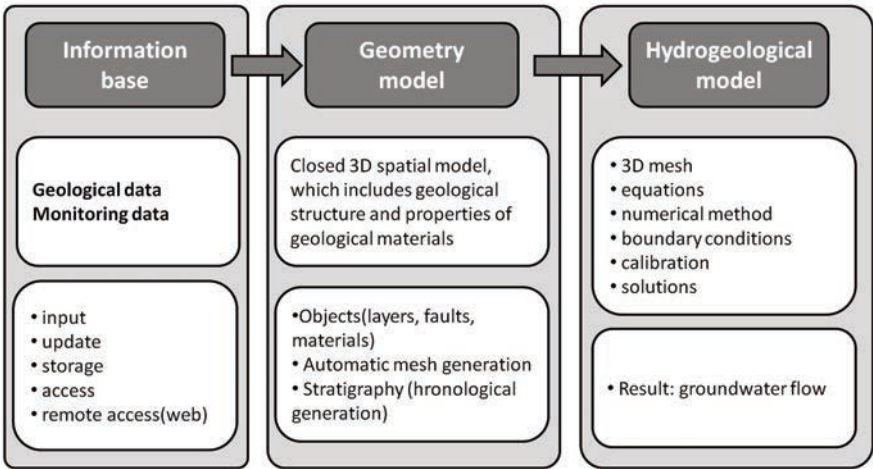 Information
base
Geological data
Monitoring data
• input
• update
• storage
• access
• remote access(web)
Geometry
model
Closed 3D spatial model,
which includes geological
structure and properties of
geological materials
•Objects(layers, faults,
materials)
• Automatic mesh generation
• Stratigraphy (hronological
generation)
Hydrogeological
model
• 3D mesh
• equations
• numerical method
• boundary conditions
• calibration
• solutions
• Result: groundwater flow